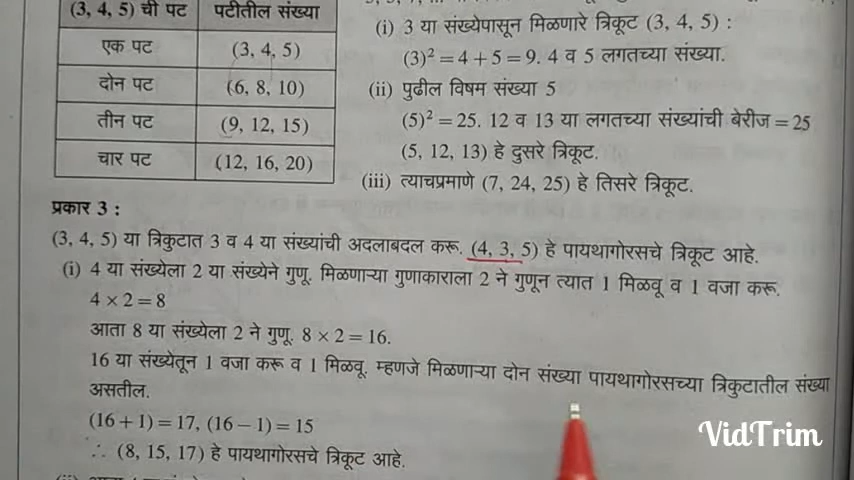 (3, 4, 5) ची पट पटीतील संख्या
एक पट (3, 4, 5)
दोन पट (6, 8, 10)
तीन पट (9, 12, 15)
चार पट (12, 16, 20)
(i) 3 या संख्येपासून मिळणारे त्रिकूट (3, 4, 5) :
(3)² = 4 + 5 = 9. 4 व 5 लगतच्या संख्या.
(ii) पुढील विषम संख्या 5
(5)² = 25. 12 व 13 या लगतच्या संख्यांची बेरीज = 25
(5, 12, 13) हे दुसरे त्रिकूट.
(iii) त्याचप्रमाणे (7, 24, 25) हे तिसरे त्रिकूट.
प्रकार 3 :
(3, 4, 5) या त्रिकुटात 3 व 4 या संख्यांची अदलाबदल करू. (4, 3, 5) हे पायथागोरसचे त्रिकूट आहे.
(i) 4 या संख्येला 2 या संख्येने गुणू. मिळणाऱ्या गुणाकाराला 2 ने गुणून त्यात 1 मिळवू व 1 वजा करू.
4 × 2 = 8
आता 8 या संख्येला 2 ने गुणू. 8 × 2 = 16.
16 या संख्येतून 1 वजा करू व 1 मिळवू. म्हणजे मिळणाऱ्या दोन संख्या पायथागोरसच्या त्रिकुटातील संख्या
असतील.
(16 + 1) = 17, (16 − 1) = 15
∴ (8, 15, 17) हे पायथागोरसचे त्रिकूट आहे.
VidTrim